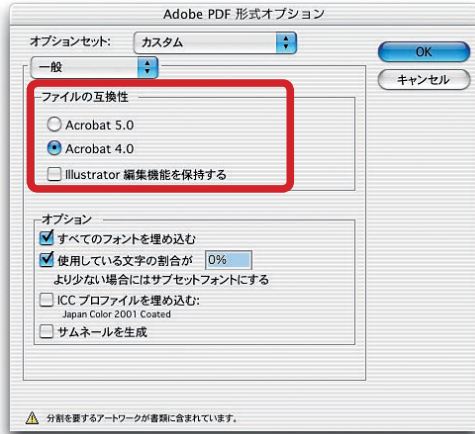 Adobe PDF 形式オプション
オプションセット: カスタム
OK
一般
キャンセル
ファイルの互換性
Acrobat 5.0
Acrobat 4.0
Illustrator 編集機能を保持する
オプション
すべてのフォントを埋め込む
使用している文字の割合が 0%
より少ない場合にはサブセットフォントにする
ICC プロファイルを埋め込む:
Japan Color 2001 Coated
サムネールを生成
分割を要するアートワークが書類に含まれています。